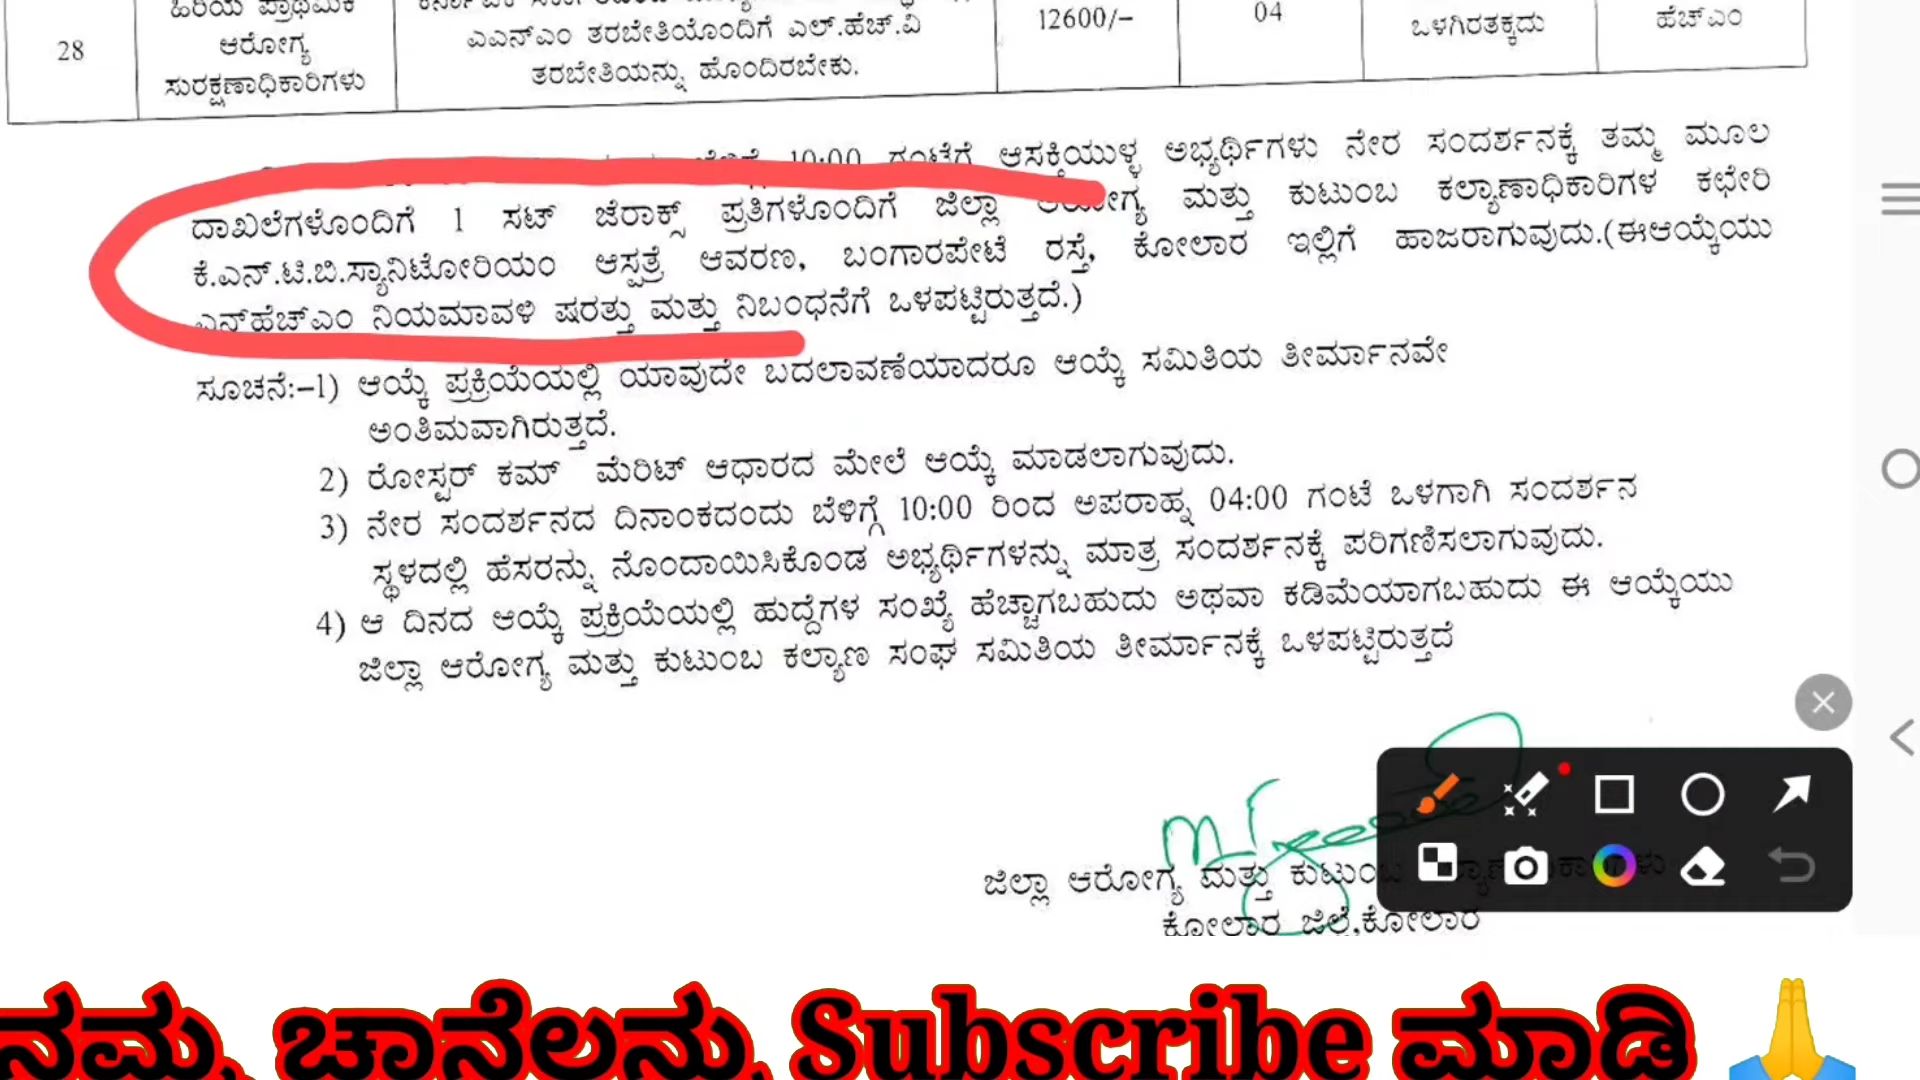 28
ಹಿರಿಯ ಪ್ರಾಥಮಿಕ
ಆರೋಗ್ಯ
ಸುರಕ್ಷಣಾಧಿಕಾರಿಗಳು
ಎಎನ್ಎಂ ತರಬೇತಿಯೊಂದಿಗೆ ಎಲ್.ಹೆಚ್.ವಿ
ತರಬೇತಿಯನ್ನು ಹೊಂದಿರಬೇಕು.
12600/-
04
ಒಳಗಿರತಕ್ಕದು
ಹೆಚ್ಎಂ
10:00 ಗಂಟೆಗೆ ಆಸಕ್ತಿಯುಳ್ಳ ಅಭ್ಯರ್ಥಿಗಳು ನೇರ ಸಂದರ್ಶನಕ್ಕೆ ತಮ್ಮ ಮೂಲ
ದಾಖಲೆಗಳೊಂದಿಗೆ 1 ಸಟ್ ಜೆರಾಕ್ಸ್ ಪ್ರತಿಗಳೊಂದಿಗೆ ಜಿಲ್ಲಾ ಆರೋಗ್ಯ ಮತ್ತು ಕುಟುಂಬ ಕಲ್ಯಾಣಾಧಿಕಾರಿಗಳ ಕಛೇರಿ
ಕೆ.ಎನ್.ಟಿ.ಬಿ.ಸ್ಯಾನಿಟೋರಿಯಂ ಆಸ್ಪತ್ರೆ ಆವರಣ, ಬಂಗಾರಪೇಟೆ ರಸ್ತೆ, ಕೋಲಾರ ಇಲ್ಲಿಗೆ ಹಾಜರಾಗುವುದು.(ಈಆಯ್ಕೆಯು
ಎನ್‌ಹೆಚ್‌ಎಂ ನಿಯಮಾವಳಿ ಷರತ್ತು ಮತ್ತು ನಿಬಂಧನೆಗೆ ಒಳಪಟ್ಟಿರುತ್ತದೆ.)
ಸೂಚನೆ:-1) ಆಯ್ಕೆ ಪ್ರಕ್ರಿಯೆಯಲ್ಲಿ ಯಾವುದೇ ಬದಲಾವಣೆಯಾದರೂ ಆಯ್ಕೆ ಸಮಿತಿಯ ತೀರ್ಮಾನವೇ
ಅಂತಿಮವಾಗಿರುತ್ತದೆ.
2) ರೋಸ್ಟರ್ ಕಮ್ ಮೆರಿಟ್ ಆಧಾರದ ಮೇಲೆ ಆಯ್ಕೆ ಮಾಡಲಾಗುವುದು.
3) ನೇರ ಸಂದರ್ಶನದ ದಿನಾಂಕದಂದು ಬೆಳಿಗ್ಗೆ 10:00 ರಿಂದ ಅಪರಾಹ್ನ 04:00 ಗಂಟೆ ಒಳಗಾಗಿ ಸಂದರ್ಶನ
ಸ್ಥಳದಲ್ಲಿ ಹೆಸರನ್ನು ನೊಂದಾಯಿಸಿಕೊಂಡ ಅಭ್ಯರ್ಥಿಗಳನ್ನು ಮಾತ್ರ ಸಂದರ್ಶನಕ್ಕೆ ಪರಿಗಣಿಸಲಾಗುವುದು.
4) ಆ ದಿನದ ಆಯ್ಕೆ ಪ್ರಕ್ರಿಯೆಯಲ್ಲಿ ಹುದ್ದೆಗಳ ಸಂಖ್ಯೆ ಹೆಚ್ಚಾಗಬಹುದು ಅಥವಾ ಕಡಿಮೆಯಾಗಬಹುದು ಈ ಆಯ್ಕೆಯು
ಜಿಲ್ಲಾ ಆರೋಗ್ಯ ಮತ್ತು ಕುಟುಂಬ ಕಲ್ಯಾಣ ಸಂಘ ಸಮಿತಿಯ ತೀರ್ಮಾನಕ್ಕೆ ಒಳಪಟ್ಟಿರುತ್ತದೆ
ಜಿಲ್ಲಾ ಆರೋಗ್ಯ ಮತ್ತು ಕುಟುಂಬ
ಕೋಲಾರ ಜಿಲ್ಲೆ,ಕೋಲಾರ
ನಮ್ಮ ಚಾನೆಲನ್ನು Subscribe ಮಾಡಿ 🙏